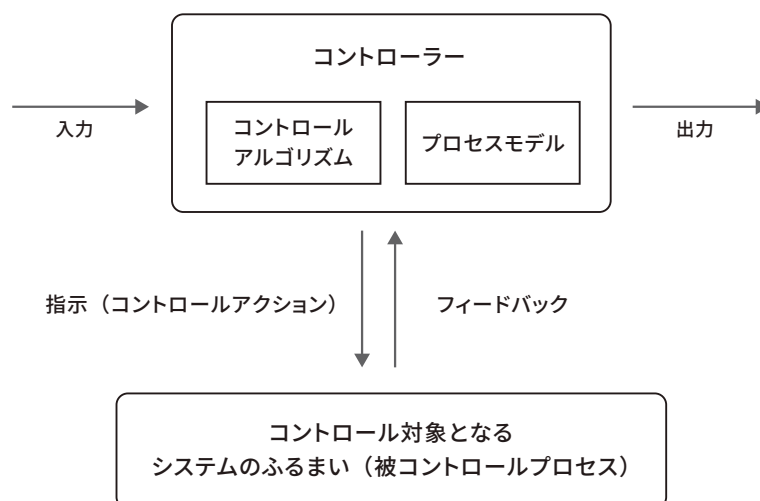 コントローラー
入力
コントロール
アルゴリズム
プロセスモデル
出力
指示（コントロールアクション）
フィードバック
コントロール対象となる
システムのふるまい（被コントロールプロセス）